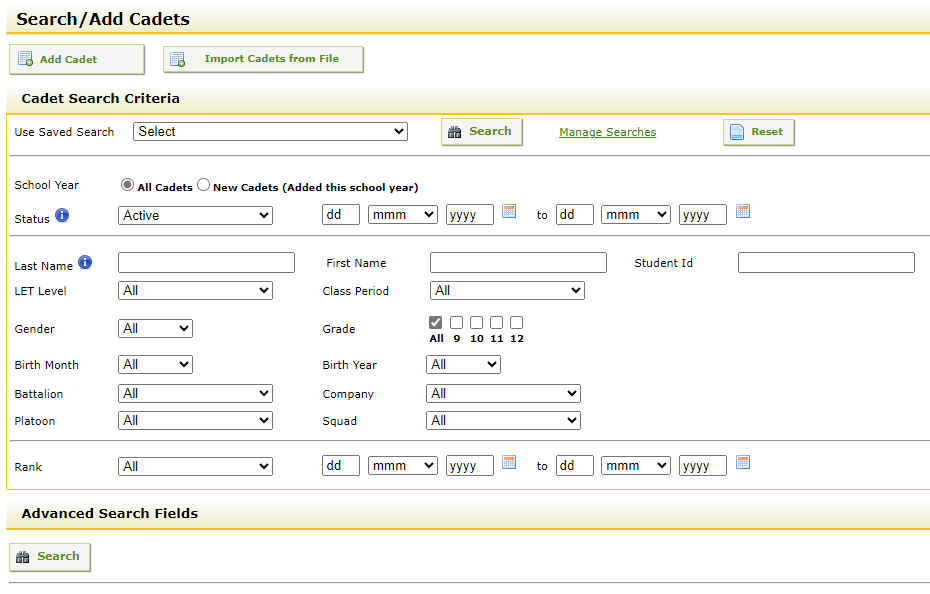 Search/Add Cadets
Add Cadet Import Cadets from File
Cadet Search Criteria
Use Saved Search Select Search Manage Searches Reset
School Year All Cadets New Cadets (Added this school year)
Status i Active dd mmm yyyy to dd mmm yyyy
Last Name i First Name Student Id
LET Level All Class Period All
Gender All Grade
All 9 10 11 12
Birth Month All Birth Year All
Battalion All Company All
Platoon All Squad All
Rank All dd mmm yyyy to dd mmm yyyy
Advanced Search Fields
Search